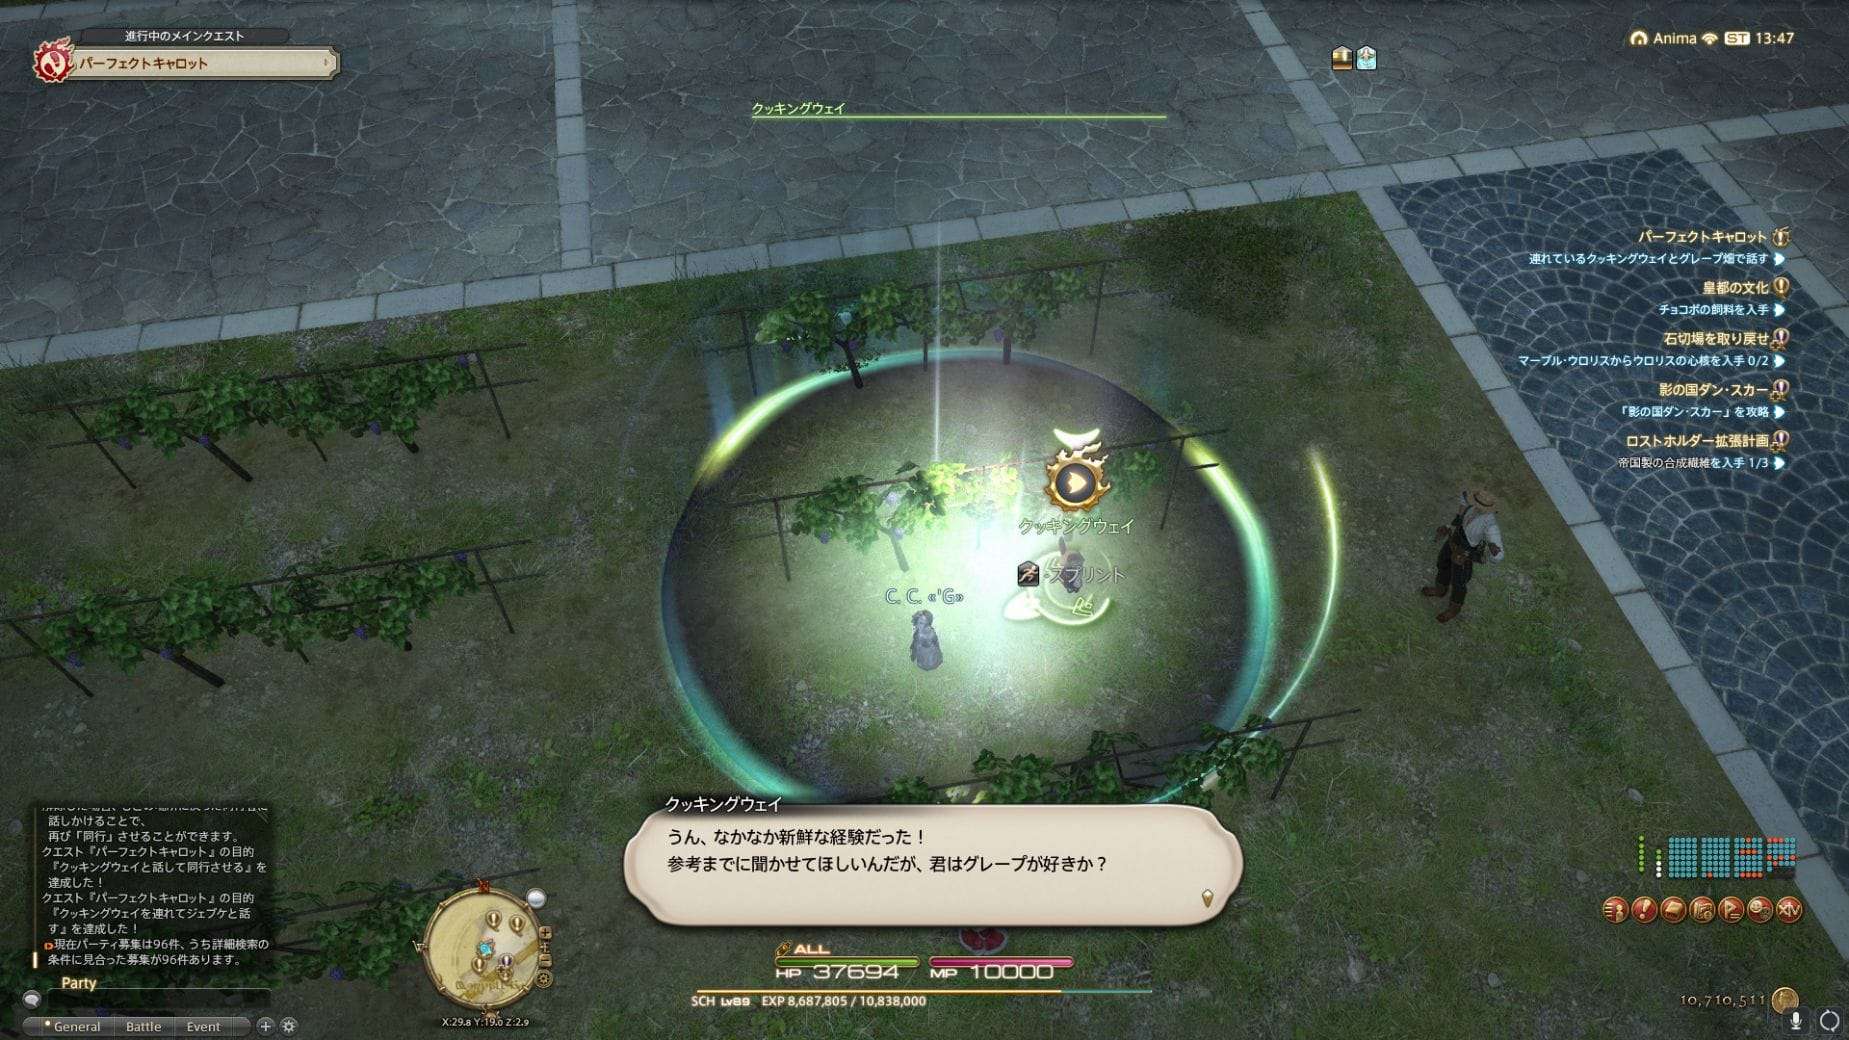 進行中のメインクエスト
パーフェクトキャロット
Anima ST 13:47
クッキングウェイ
パーフェクトキャロット
連れているクッキングウェイとグレープ畑で話す
皇都の文化
チョコボの飼料を入手
石切場を取り戻せ
マーブル・ウロリスからウロリスの心核を入手 0/2
影の国ダン・スカー
「影の国ダン・スカー」を攻略
ロストホルダー拡張計画
帝国製の合成繊維を入手 1/3
クッキングウェイ
-スプリント
C. C. «'G»
クッキングウェイ
うん、なかなか新鮮な経験だった！
参考までに聞かせてほしいんだが、君はグレープが好きか？
話しかけることで、
再び「同行」させることができます。
クエスト『パーフェクトキャロット』の目的
『クッキングウェイと話して同行させる』を
達成した！
クエスト『パーフェクトキャロット』の目的
『クッキングウェイを連れてジェブケと話
す』を達成した！
現在パーティ募集は96件、うち詳細検索の
条件に見合った募集が96件あります。
Party
General Battle Event
X:29.8 Y:19.0 Z:2.9
ALL
HP 37694 MP 10000
SCH Lv89 EXP 8,687,805 / 10,838,000
10,710,511
XIV